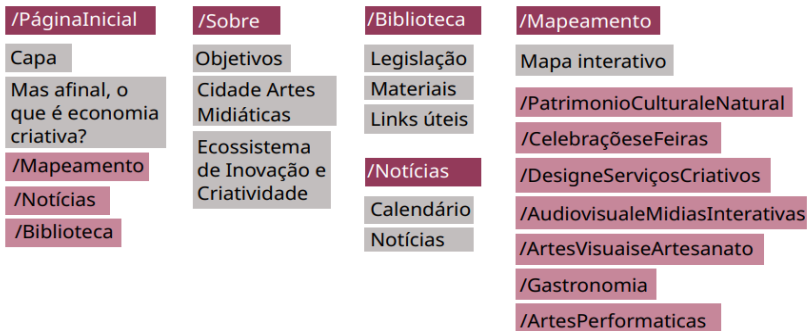 /PáginaInicial
Capa
Mas afinal, o
que é economia
criativa?
/Mapeamento
/Notícias
/Biblioteca
/Sobre
Objetivos
Cidade Artes
Midiáticas
Ecossistema
de Inovação e
Criatividade
/Biblioteca
Legislação
Materiais
Links úteis
/Notícias
Calendário
Notícias
/Mapeamento
Mapa interativo
/PatrimonioCulturaleNatural
/CelebraçõeseFeiras
/DesigneServiçosCriativos
/AudiovisualeMidiasInterativas
/ArtesVisuaiseArtesanato
/Gastronomia
/ArtesPerformaticas